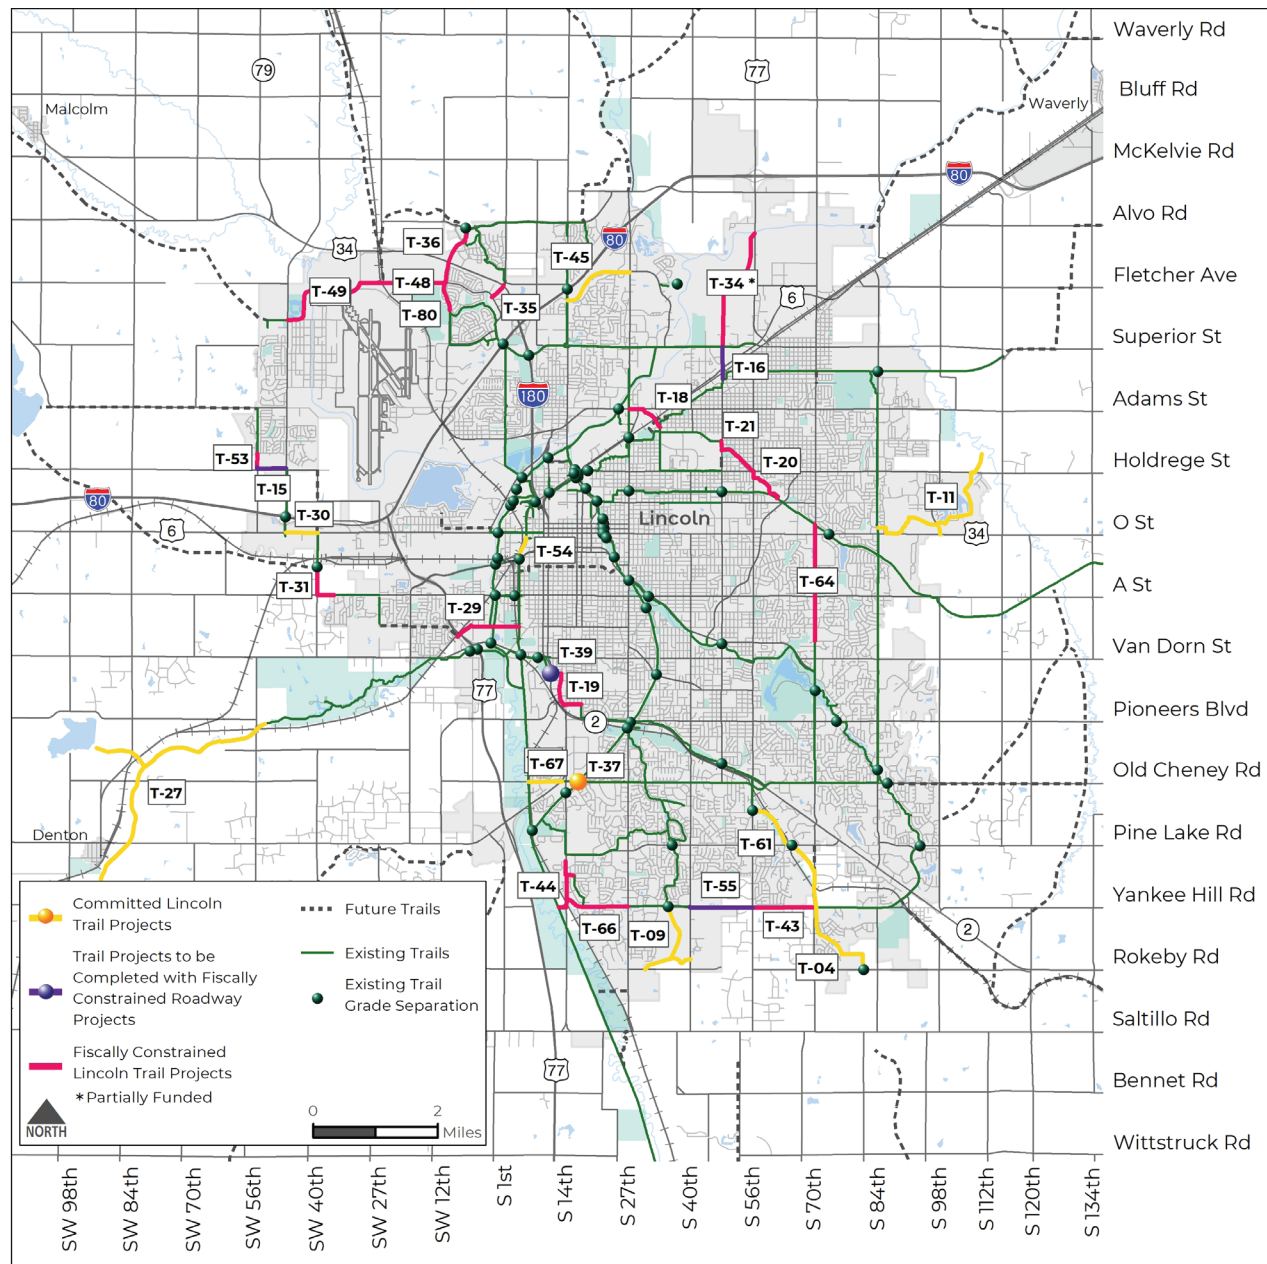 Waverly Rd
79
77
Bluff Rd
Malcolm
Waverly
McKelvie Rd
80
Alvo Rd
T-36
34
80
T-45
Fletcher Ave
T-49
T-48
T-34 *
6
T-80
T-35
Superior St
T-16
180
T-18
Adams St
T-21
T-53
T-20
Holdrege St
T-15
80
T-11
T-30
Lincoln
O St
6
34
T-54
T-31
T-64
A St
T-29
T-39
Van Dorn St
T-19
77
2
Pioneers Blvd
T-67
T-37
Old Cheney Rd
T-27
Denton
T-61
Pine Lake Rd
T-44
T-55
Yankee Hill Rd
T-66
T-09
T-43
2
T-04
Rokeby Rd
Saltillo Rd
77
Bennet Rd
Wittstruck Rd
Committed Lincoln
Trail Projects
Trail Projects to be
Completed with Fiscally
Constrained Roadway
Projects
Fiscally Constrained
Lincoln Trail Projects
*Partially Funded
Future Trails
Existing Trails
Existing Trail
Grade Separation
NORTH
0 2
Miles
SW 98th
SW 84th
SW 70th
SW 56th
SW 40th
SW 27th
SW 12th
S 1st
S 14th
S 27th
S 40th
S 56th
S 70th
S 84th
S 98th
S 112th
S 120th
S 134th